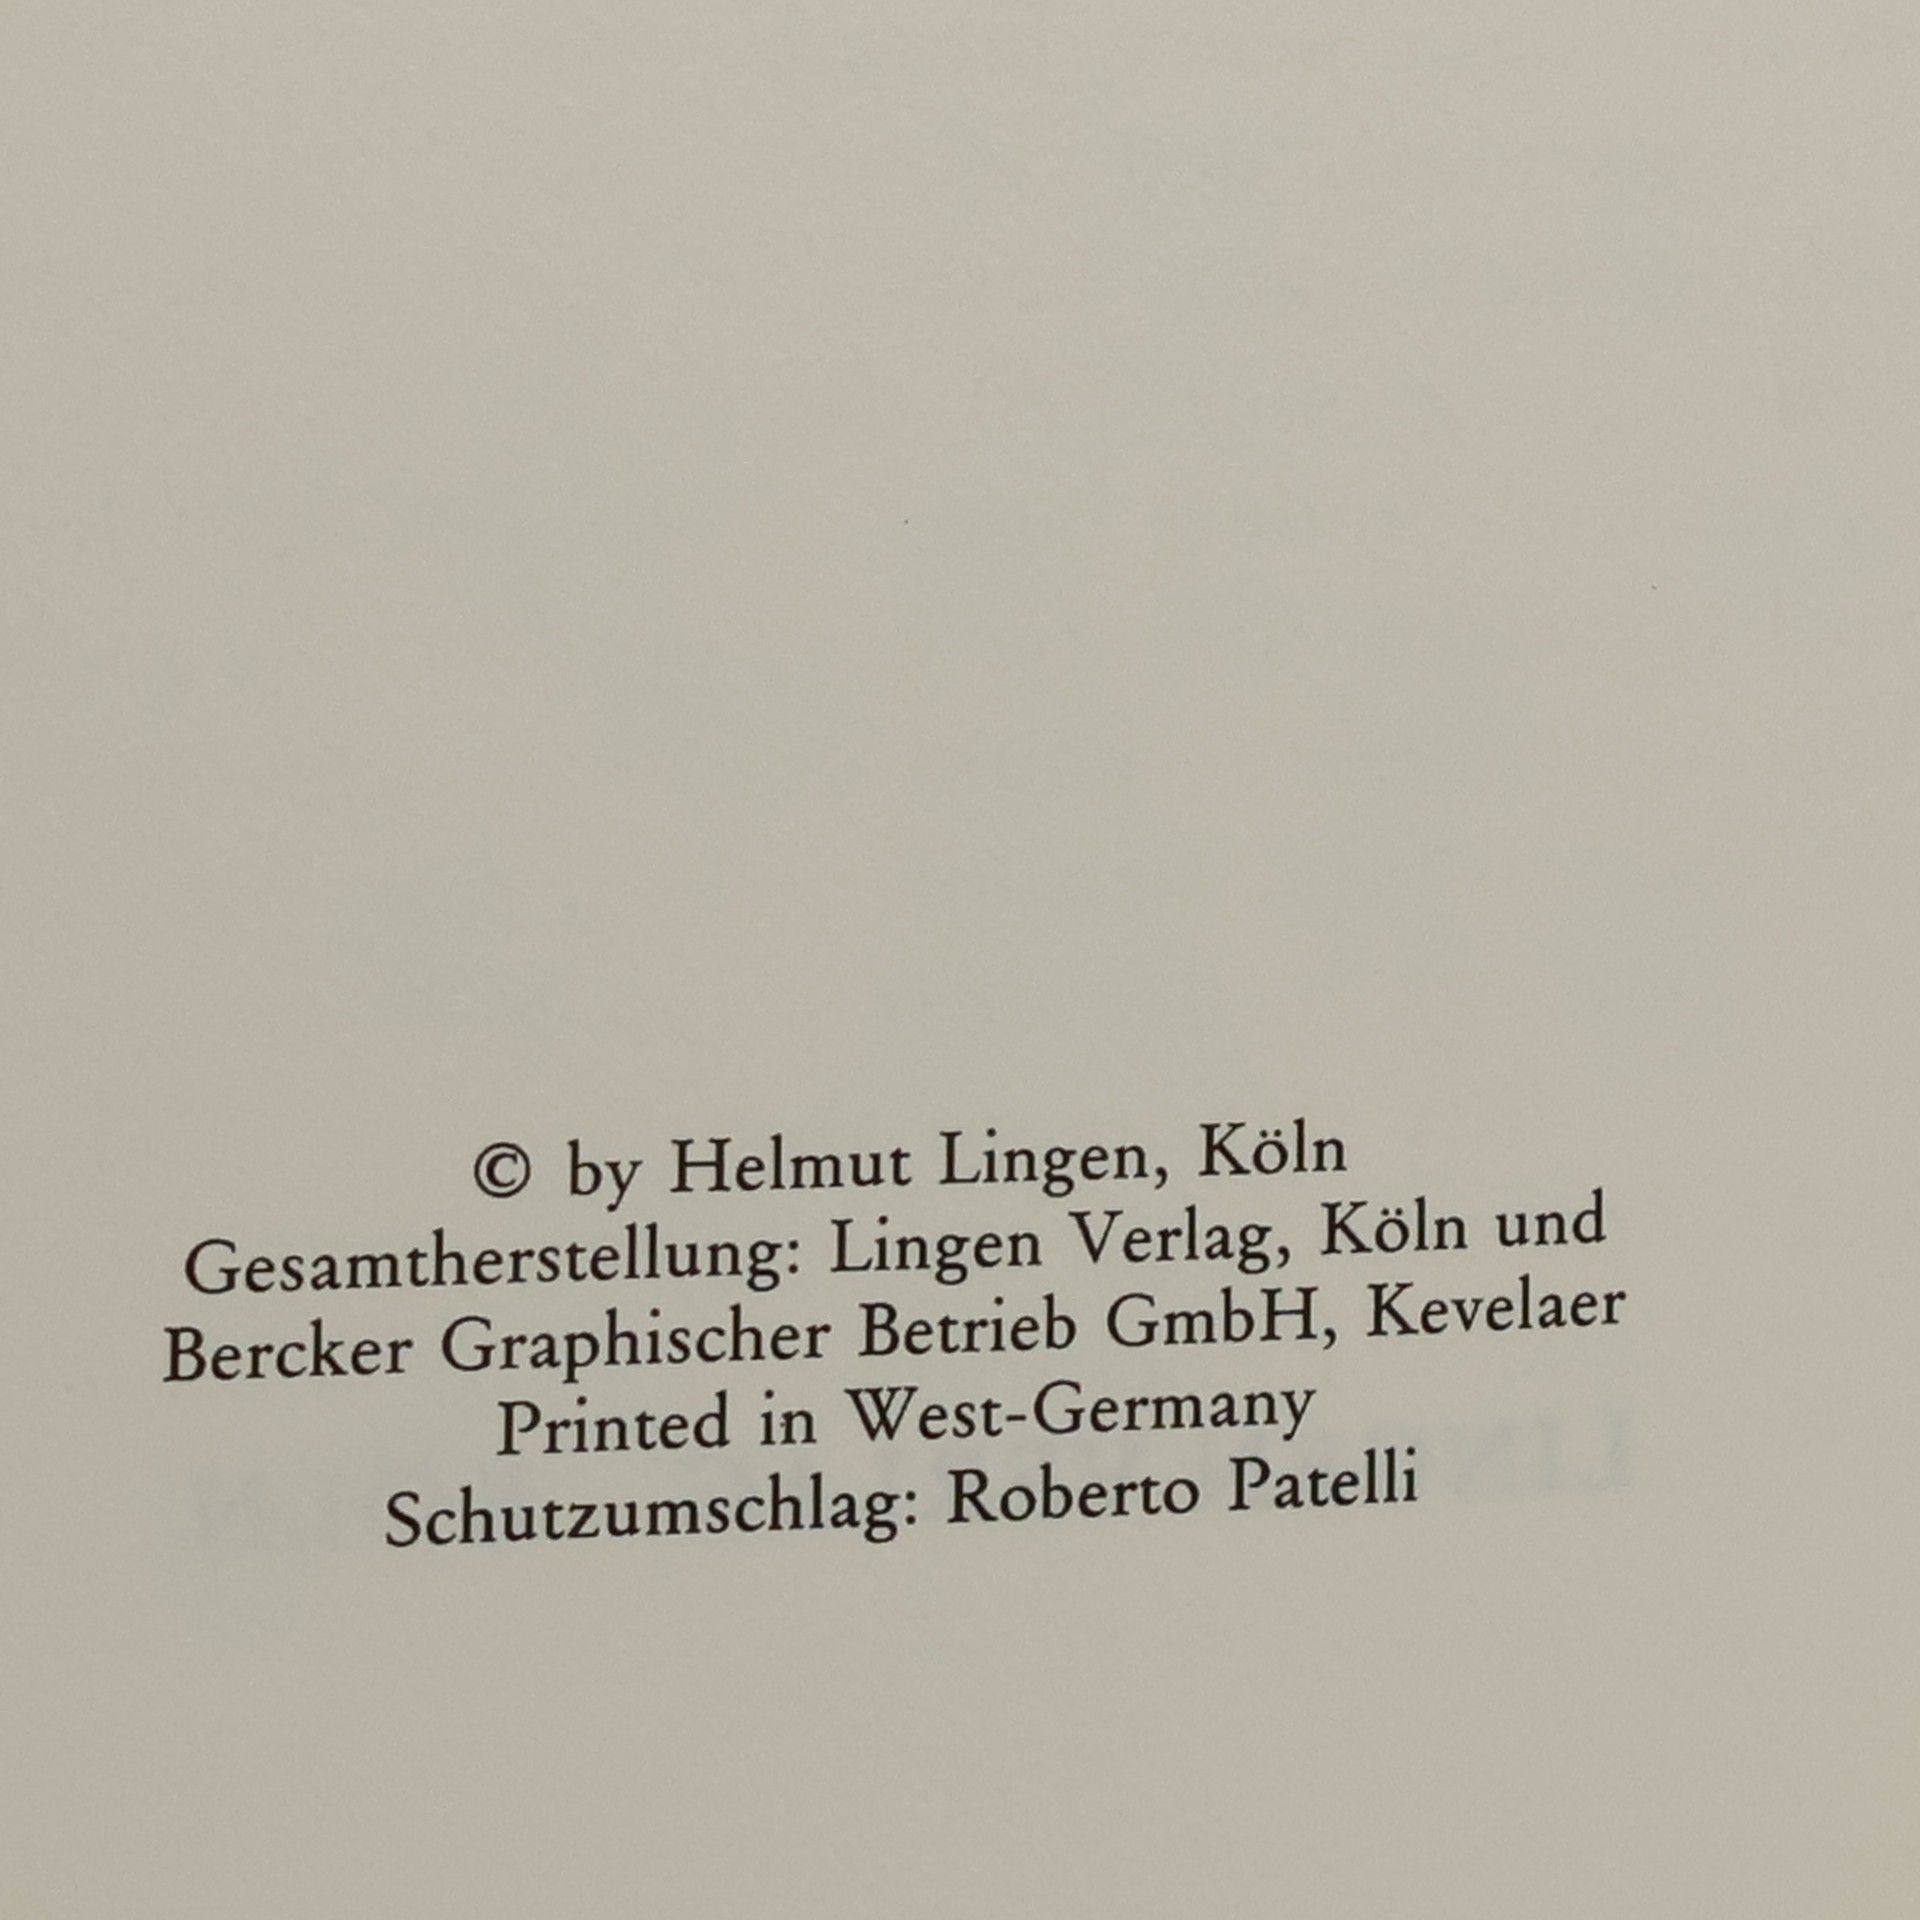 © by Helmut Lingen, Köln
Gesamtherstellung: Lingen Verlag, Köln und
Bercker Graphischer Betrieb GmbH, Kevelaer
Printed in West-Germany
Schutzumschlag: Roberto Patelli